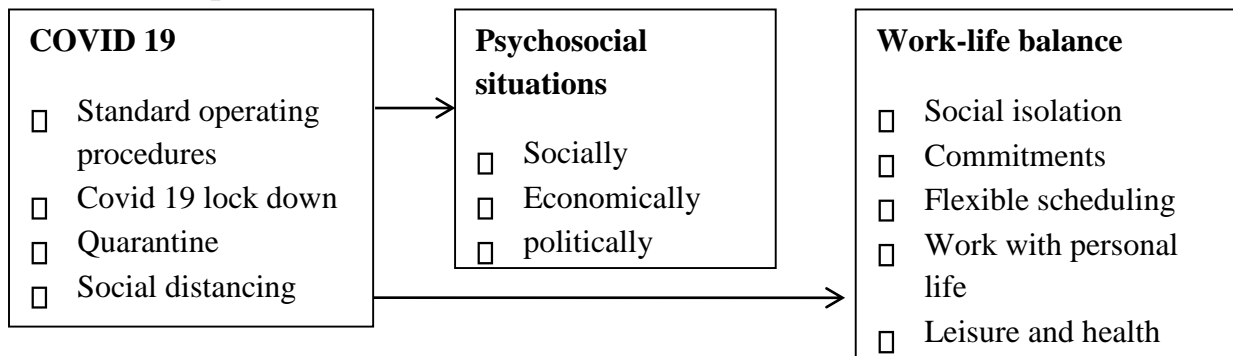 COVID 19
Standard operating
procedures
Covid 19 lock down
Quarantine
Social distancing
Psychosocial
situations
Socially
Economically
politically
Work-life balance
Social isolation
Commitments
Flexible scheduling
Work with personal
life
Leisure and health